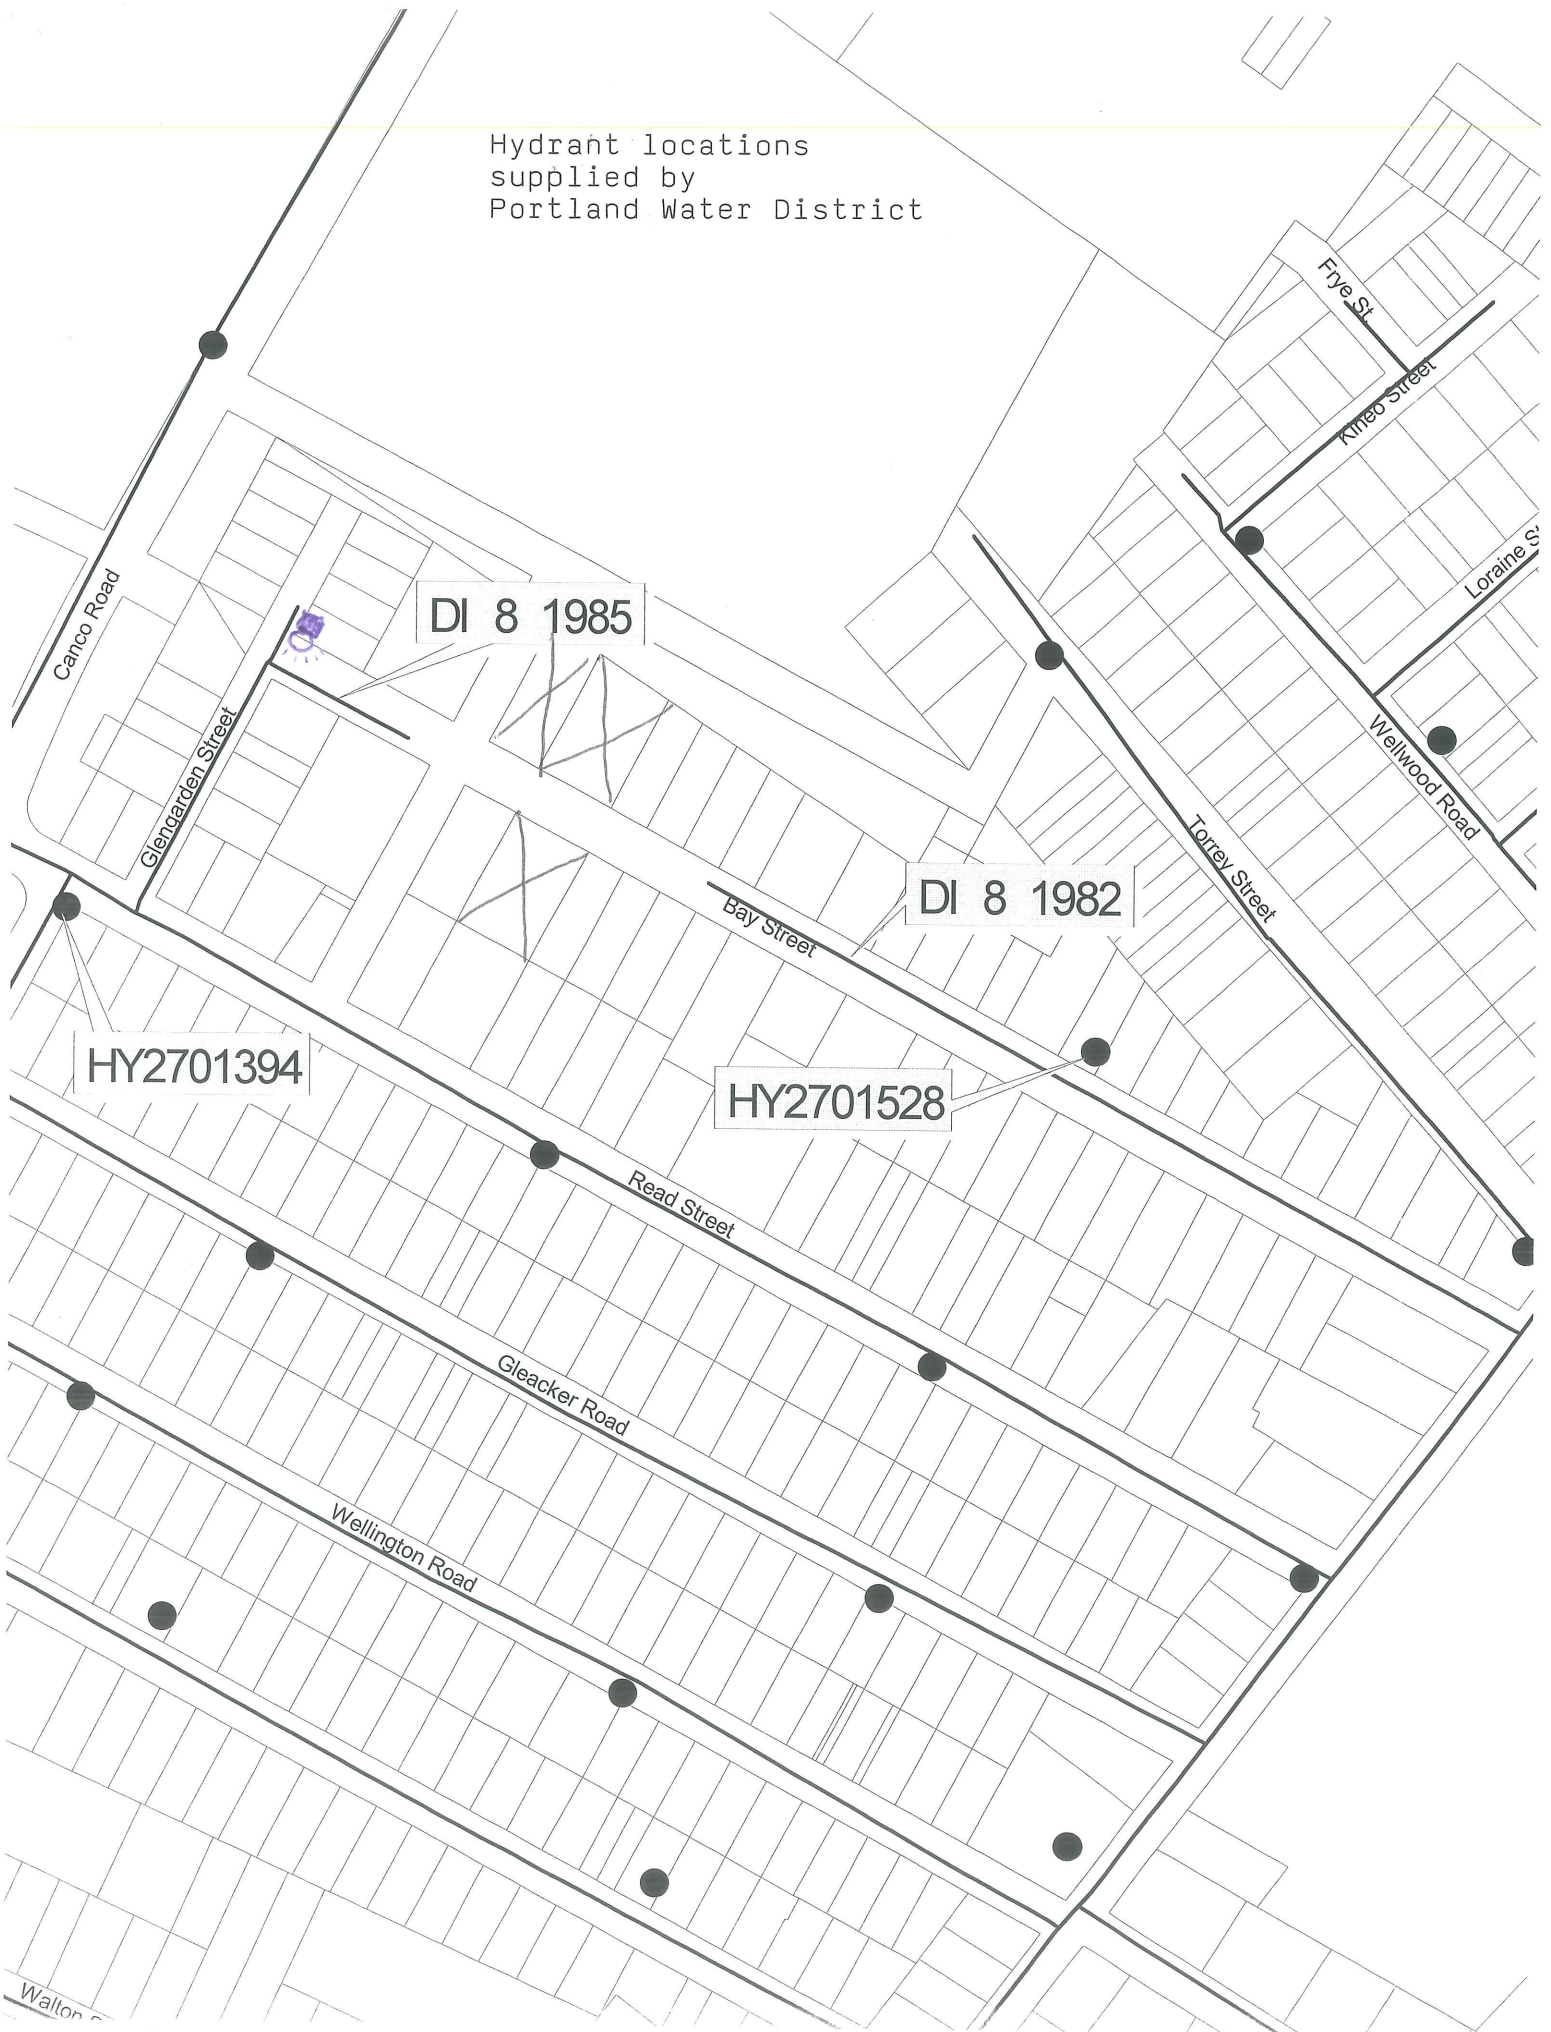 Hydrant locations
supplied by
Portland Water District
Frye St.
Kineo Street
Loraine
Canco Road
DI 8 1985
Glengarden Street
Wellwood Road
Torrey Street
DI 8 1982
Bay Street
HY2701394
HY2701528
Read Street
Gleacker Road
Wellington Road
Walton